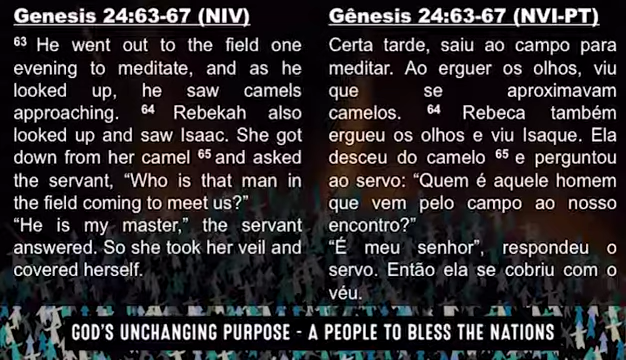 Genesis 24:63-67 (NIV)
63 He went out to the field one
evening to meditate, and as he
looked up, he saw camels
approaching. 64 Rebekah also
looked up and saw Isaac. She got
down from her camel 65 and asked
the servant, “Who is that man in
the field coming to meet us?”
“He is my master,” the servant
answered. So she took her veil and
covered herself.
Gênesis 24:63-67 (NVI-PT)
Certa tarde, saiu ao campo para
meditar. Ao erguer os olhos, viu
que se aproximavam
camelos. 64 Rebeca também
ergueu os olhos e viu Isaque. Ela
desceu do camelo 65 e perguntou
ao servo: “Quem é aquele homem
que vem pelo campo ao nosso
encontro?”
“É meu senhor”, respondeu o
servo. Então ela se cobriu com o
véu.
GOD'S UNCHANGING PURPOSE - A PEOPLE TO BLESS THE NATIONS